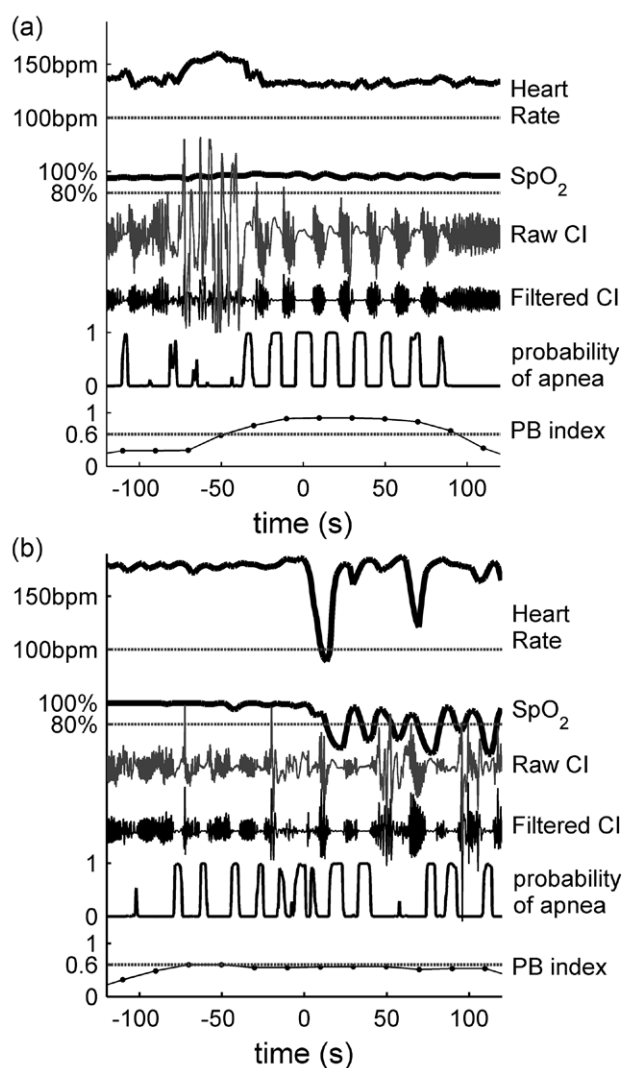 (a)
150bpm
100bpm
Heart
Rate
100%
80%
SpO2
Raw CI
Filtered CI
1
0
probability
of apnea
1
0.6
0
PB index
-100 -50 0 50 100
time (s)
(b)
150bpm
100bpm
Heart
Rate
100%
80%
SpO2
Raw CI
Filtered CI
1
0
probability
of apnea
1
0.6
0
PB index
-100 -50 0 50 100
time (s)